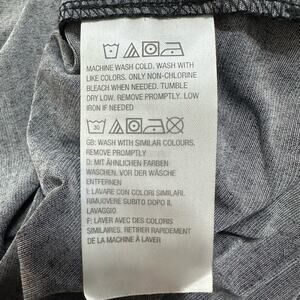 MACHINE WASH COLD. WASH WITH
LIKE COLORS. ONLY NON-CHLORINE
BLEACH WHEN NEEDED. TUMBLE
DRY LOW. REMOVE PROMPTLY. LOW
IRON IF NEEDED
30
GB: WASH WITH SIMILAR COLOURS.
REMOVE PROMPTLY
D: MIT ÄHNLICHEN FARBEN
WASCHEN. VOR DER WÄSCHE
ENTFERNEN
I: LAVARE CON COLORI SIMILARI.
RIMUOVERE SUBITO DOPO IL
LAVAGGIO
F: LAVER AVEC DES COLORIS
SIMILAIRES. RETIRER RAPIDEMENT
DE LA MACHINE À LAVER